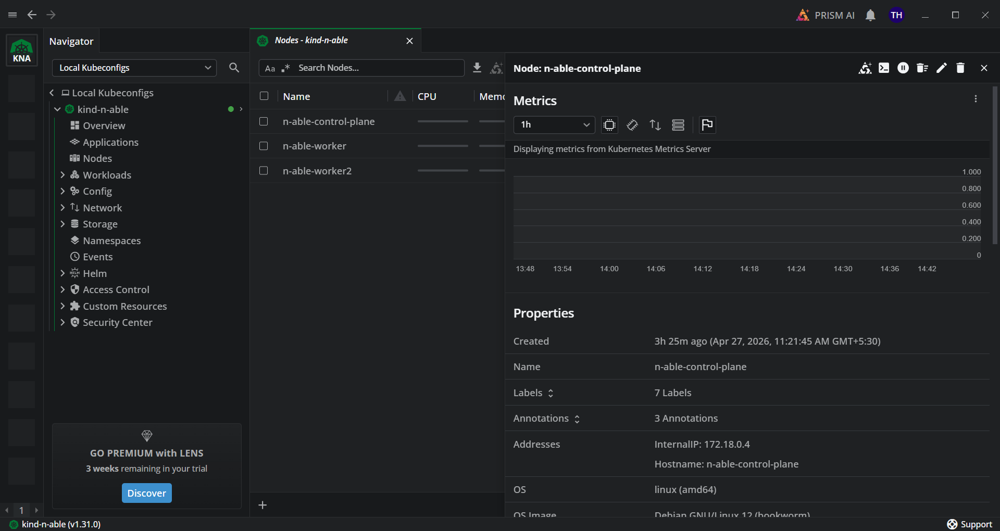 PRISM AI
TH
KNA
Navigator
Nodes - kind-n-able
Local Kubeconfigs
Aa .* Search Nodes...
Node: n-able-control-plane
Local Kubeconfigs
kind-n-able
Overview
Applications
Nodes
Workloads
Config
Network
Storage
Namespaces
Events
HELM Helm
Access Control
Custom Resources
Security Center
GO PREMIUM with LENS
3 weeks remaining in your trial
Discover
1
Name CPU Memo
n-able-control-plane
n-able-worker
n-able-worker2
Metrics
1h
Displaying metrics from Kubernetes Metrics Server
1.000
0.800
0.600
0.400
0.200
0
13:48 13:54 14:00 14:06 14:12 14:18 14:24 14:30 14:36 14:42
Properties
Created 3h 25m ago (Apr 27, 2026, 11:21:45 AM GMT+5:30)
Name n-able-control-plane
Labels 7 Labels
Annotations 3 Annotations
Addresses InternalIP: 172.18.0.4
Hostname: n-able-control-plane
OS linux (amd64)
OS Image Debian GNU/Linux 12 (bookworm)
kind-n-able (v1.31.0)
Support